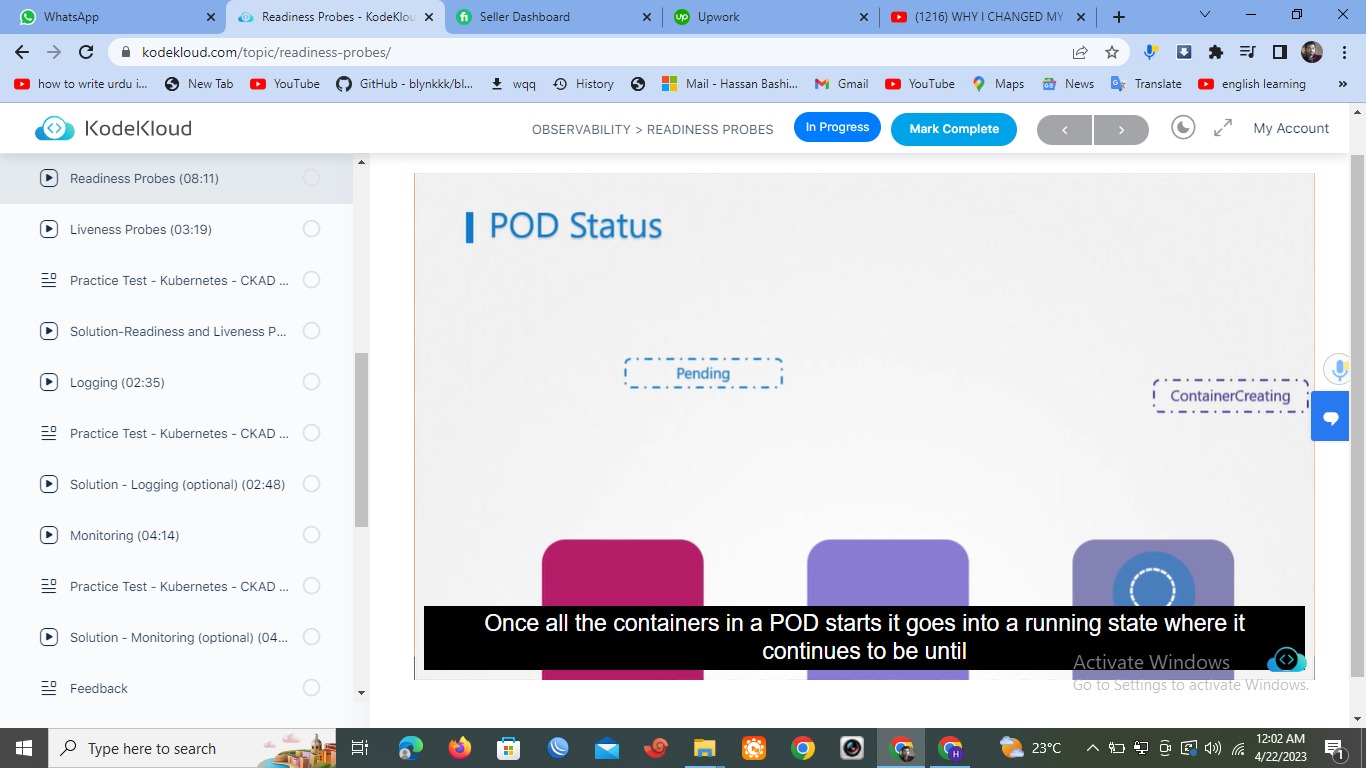 WhatsApp
Readiness Probes - KodeKlou
Seller Dashboard
Upwork
(1216) WHY I CHANGED MY
kodekloud.com/topic/readiness-probes/
how to write urdu i...
New Tab
YouTube
GitHub - blynkkk/bl...
wqq
History
Mail - Hassan Bashi...
Gmail
YouTube
Maps
News
Translate
english learning
»
KodeKloud
OBSERVABILITY > READINESS PROBES
In Progress
Mark Complete
My Account
Readiness Probes (08:11)
Liveness Probes (03:19)
Practice Test - Kubernetes - CKAD ...
Solution-Readiness and Liveness P...
Logging (02:35)
Practice Test - Kubernetes - CKAD ...
Solution - Logging (optional) (02:48)
Monitoring (04:14)
Practice Test - Kubernetes - CKAD ...
Solution - Monitoring (optional) (04...
Feedback
POD Status
Pending
ContainerCreating
Once all the containers in a POD starts it goes into a running state where it
continues to be until
Activate Windows
Go to Settings to activate Windows.
Type here to search
23°C
12:02 AM
4/22/2023
1